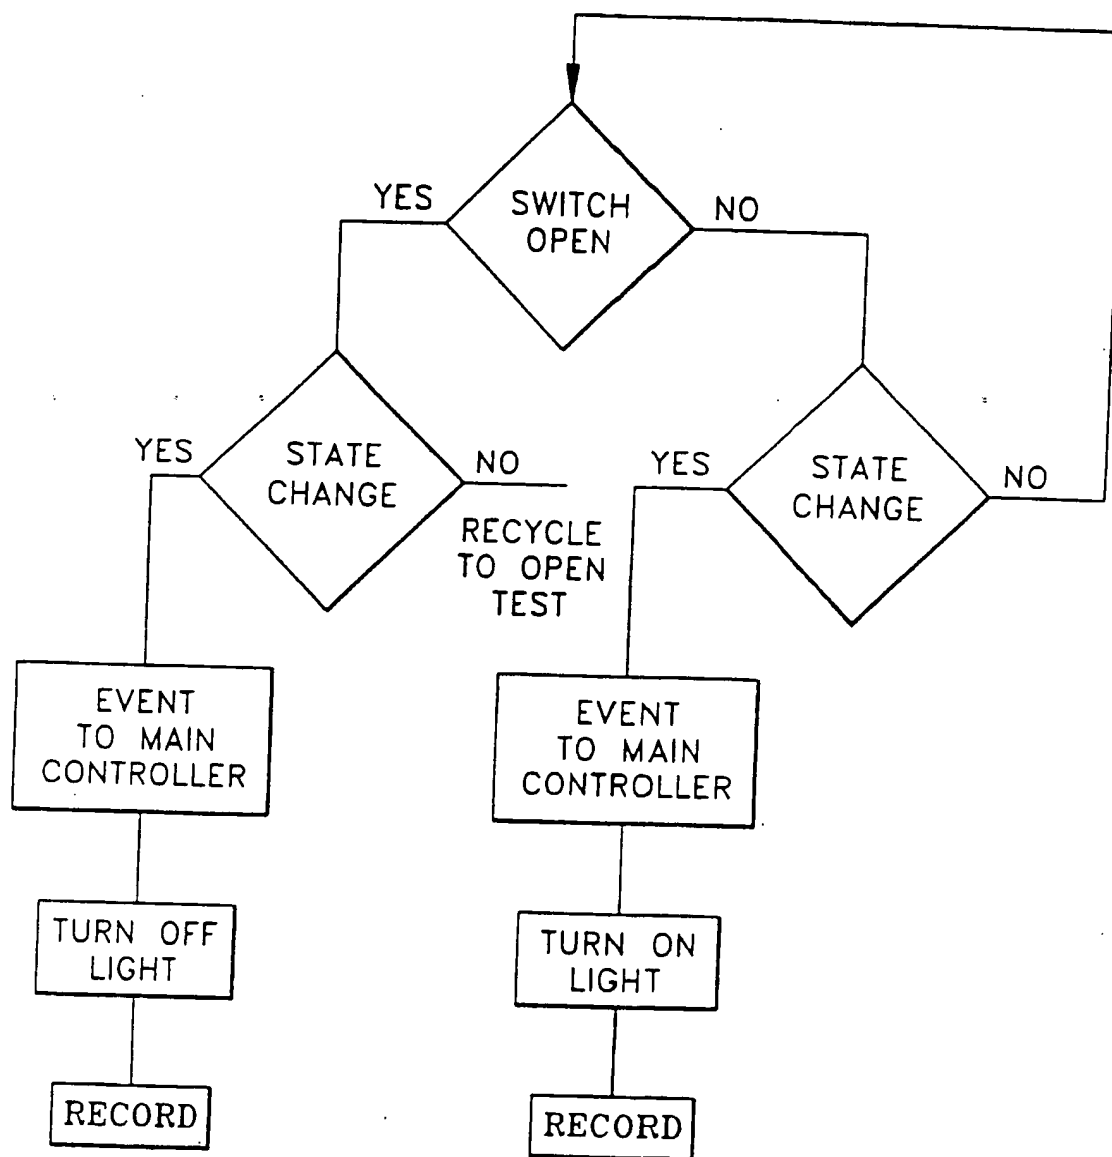 YES
SWITCH
OPEN
NO
YES
STATE
CHANGE
NO
RECYCLE
TO OPEN
TEST
YES
STATE
CHANGE
NO
EVENT
TO MAIN
CONTROLLER
EVENT
TO MAIN
CONTROLLER
TURN OFF
LIGHT
TURN ON
LIGHT
RECORD
RECORD